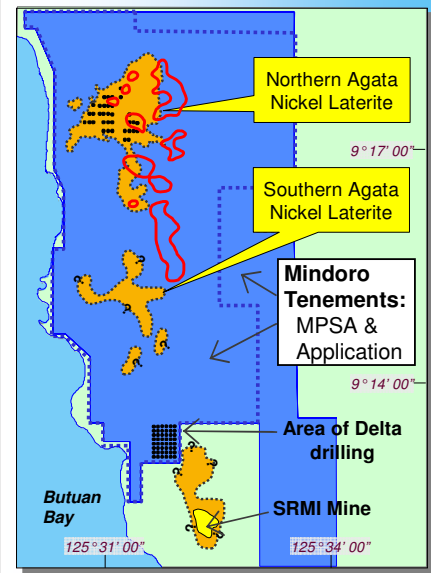 Northern Agata
Nickel Laterite
9°17' 00"
Southern Agata
Nickel Laterite
Mindoro
Tenements:
MPSA &
Application
9°14' 00"
Area of Delta
drilling
Butuan
Bay
SRMI Mine
125°31' 00"
125°34' 00"
?
?
?
?
?
?
?
?
?